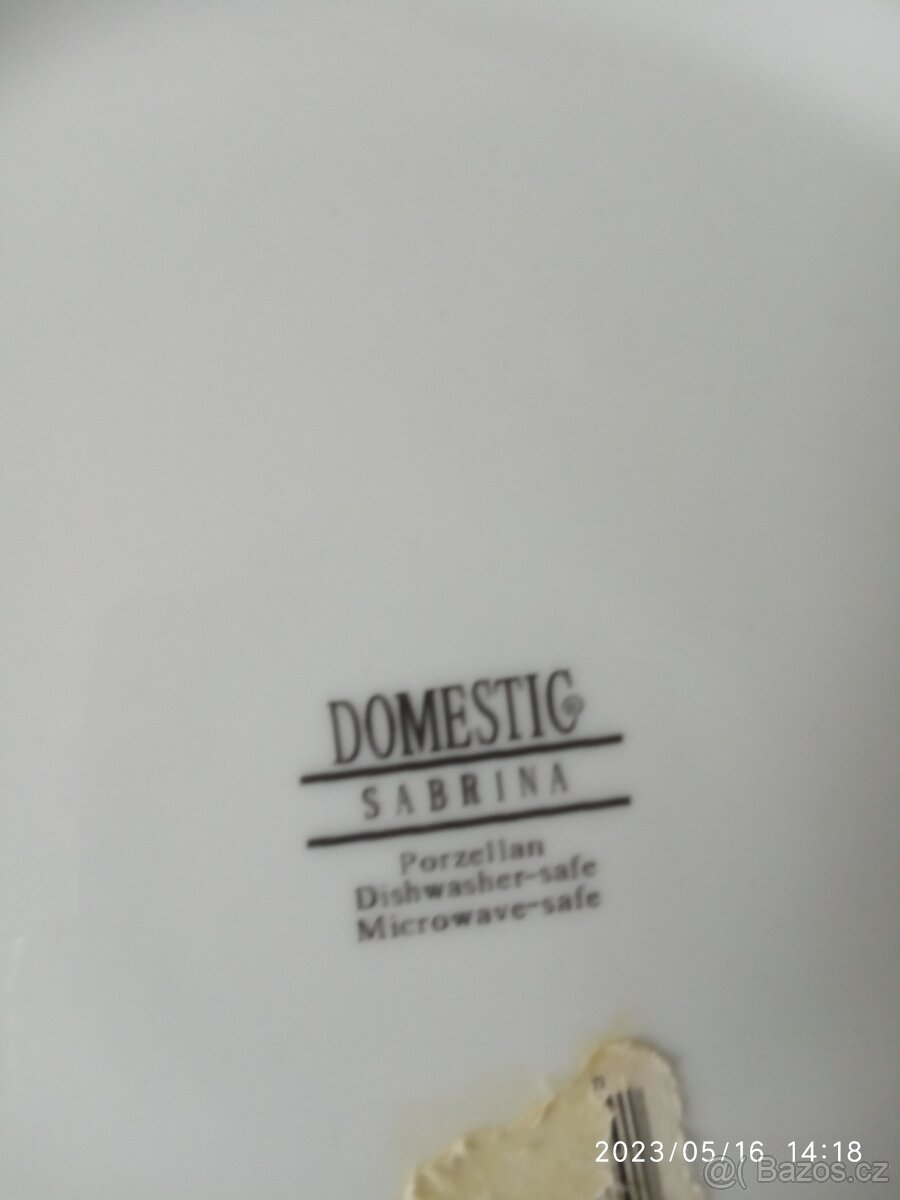 DOMESTIC®
SABRINA
Porzellan
Dishwasher-safe
Microwave-safe
2023/05/16 14:18
@( Bazos.cz